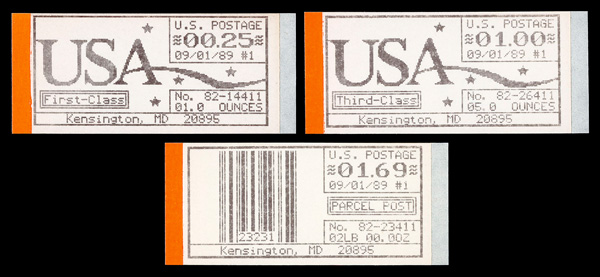 U.S. POSTAGE
≋00.25≋
09/01/89 #1
USA
First-Class
No. 82-14411
01.0 OUNCES
Kensington, MD 20895
U.S. POSTAGE
≋01.00≋
09/01/89 #1
USA
Third-Class
No. 82-26411
05.0 OUNCES
Kensington, MD 20895
U.S. POSTAGE
≋01.69≋
09/01/89 #1
PARCEL POST
No. 82-23411
02LB 00.0OZ
23231
Kensington, MD 20895